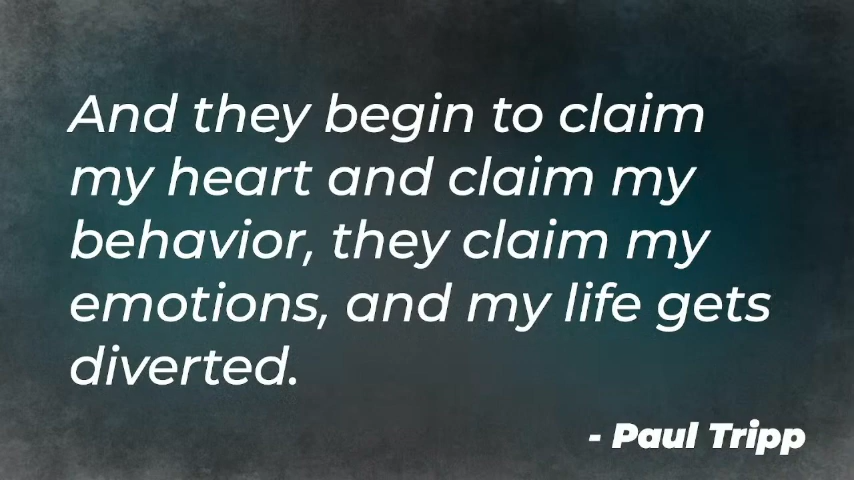 And they begin to claim
my heart and claim my
behavior, they claim my
emotions, and my life gets
diverted.
- Paul Tripp